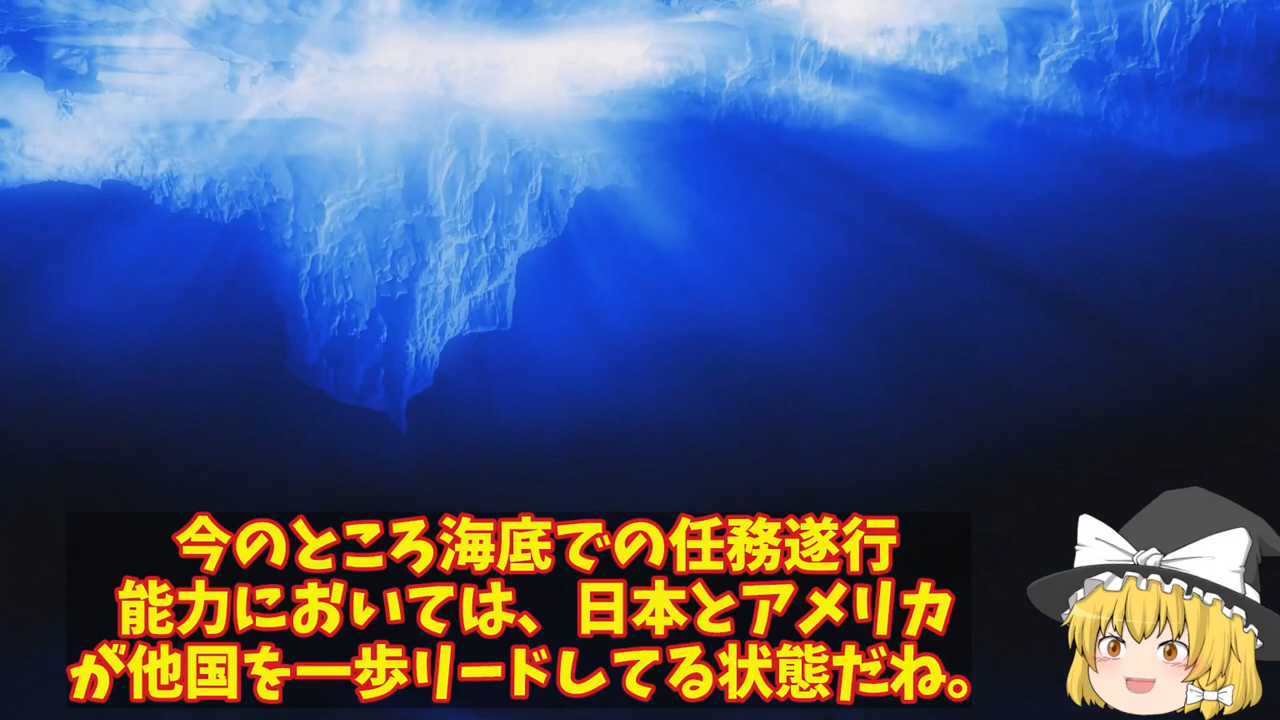 今のところ海底での任務遂行
能力においては、日本とアメリカ
が他国を一歩リードしてる状態だね。